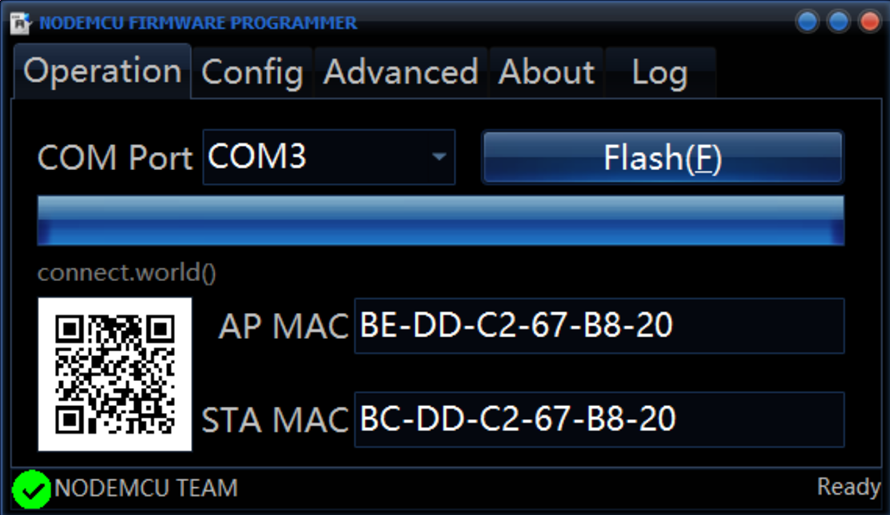 NODEMCU FIRMWARE PROGRAMMER
Operation Config Advanced About Log
COM Port COM3 Flash(F)
connect.world()
AP MAC BE-DD-C2-67-B8-20
STA MAC BC-DD-C2-67-B8-20
NODEMCU TEAM Ready